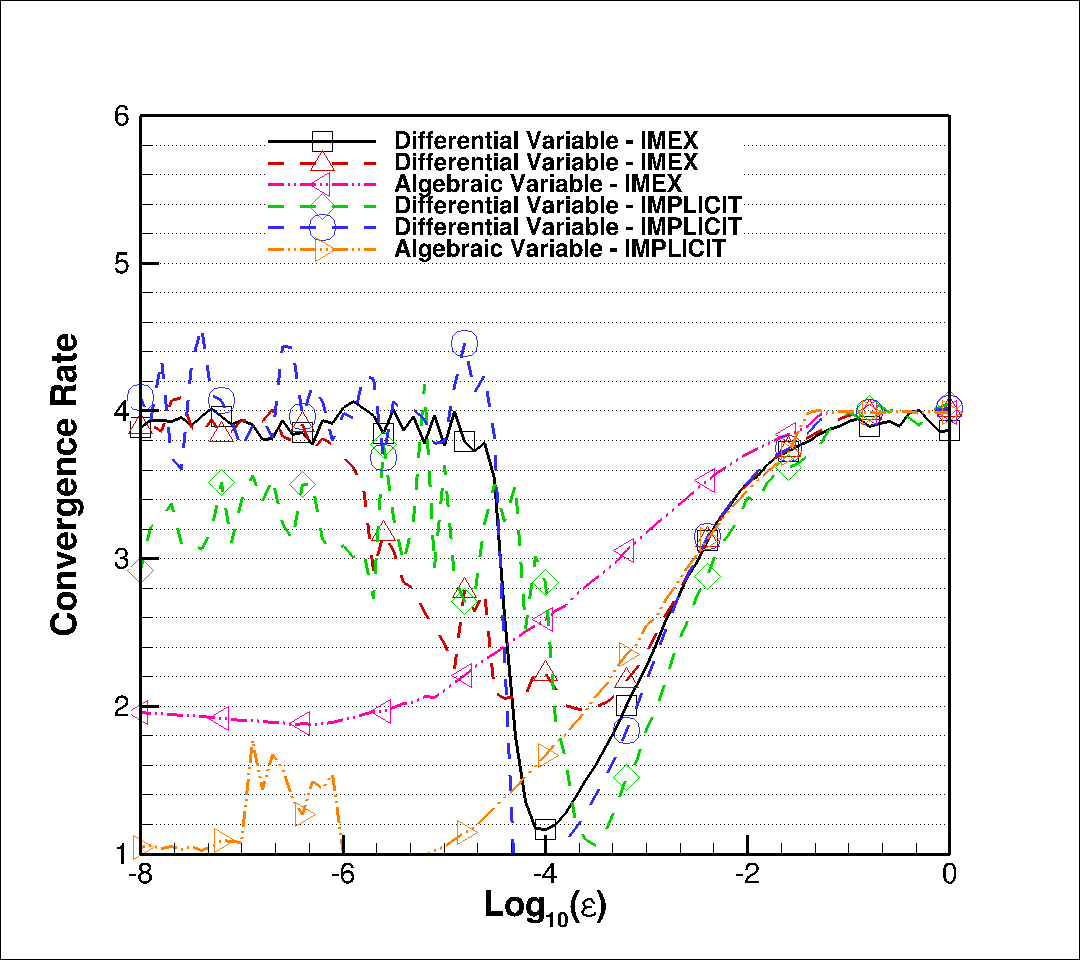 6
Differential Variable - IMEX
Differential Variable - IMEX
Algebraic Variable - IMEX
Differential Variable - IMPLICIT
Differential Variable - IMPLICIT
Algebraic Variable - IMPLICIT
5
4
3
2
1
Convergence Rate
-8 -6 -4 -2 0
Log₁₀(ε)